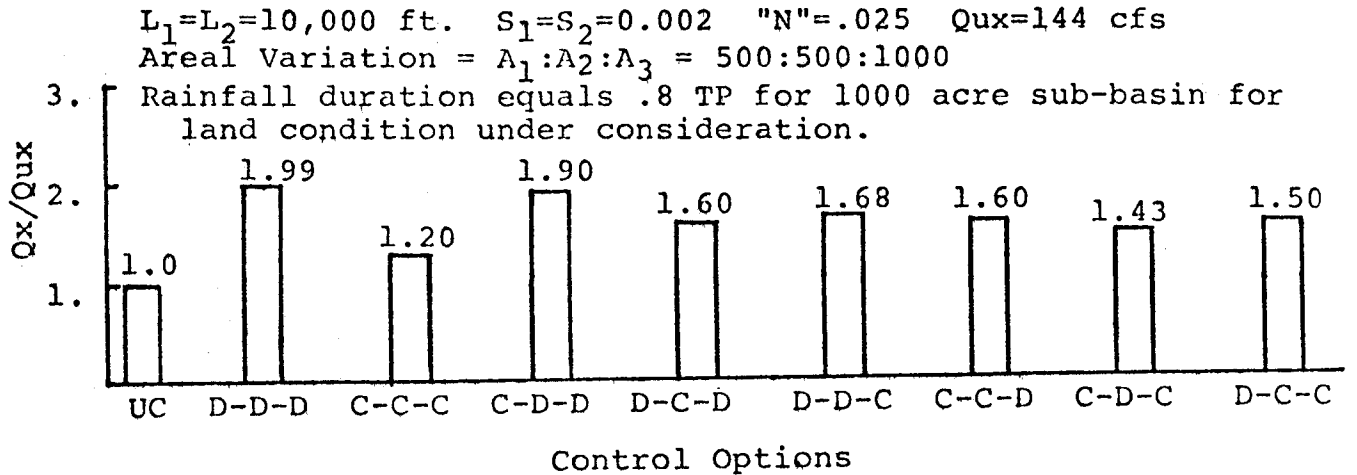 L1=L2=10,000 ft. S1=S2=0.002 "N"=.025 Qux=144 cfs
Areal Variation = A1:A2:A3 = 500:500:1000
Rainfall duration equals .8 TP for 1000 acre sub-basin for
land condition under consideration.
3.
2.
1.
Qx/Qux
1.0
1.99
1.20
1.90
1.60
1.68
1.60
1.43
1.50
UC D-D-D C-C-C C-D-D D-C-D D-D-C C-C-D C-D-C D-C-C
Control Options